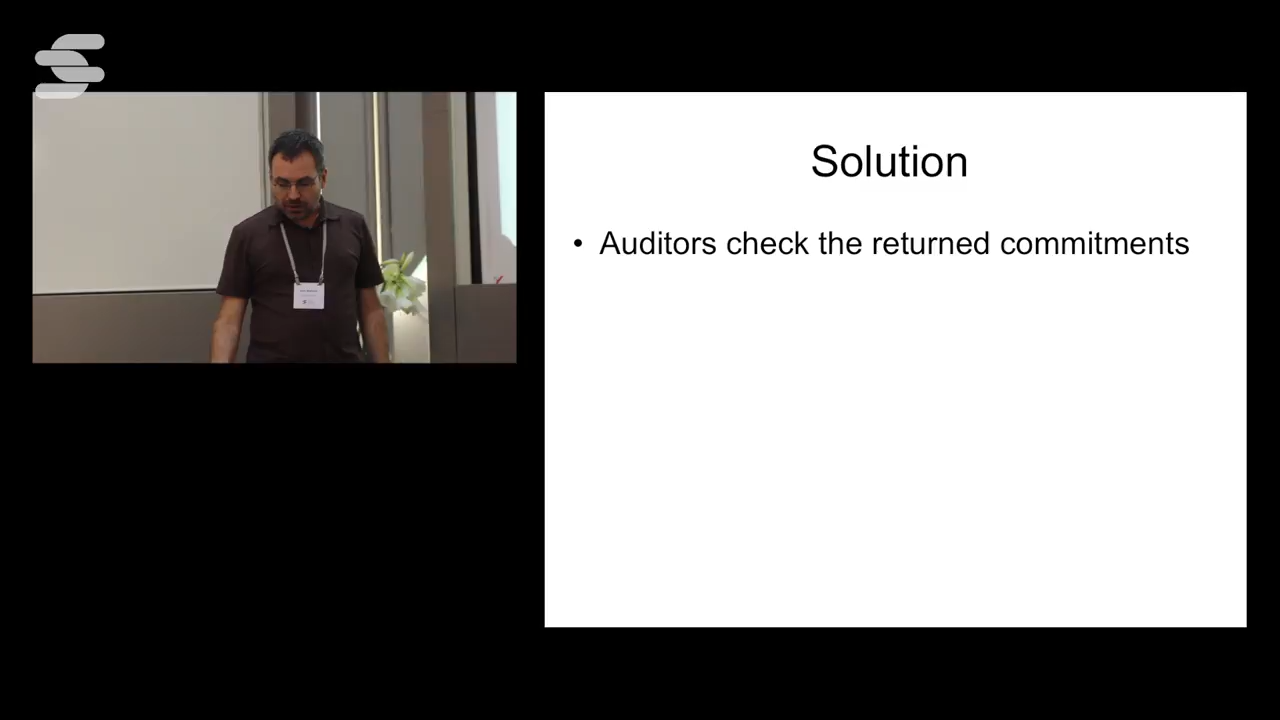 Solution
• Auditors check the returned commitments